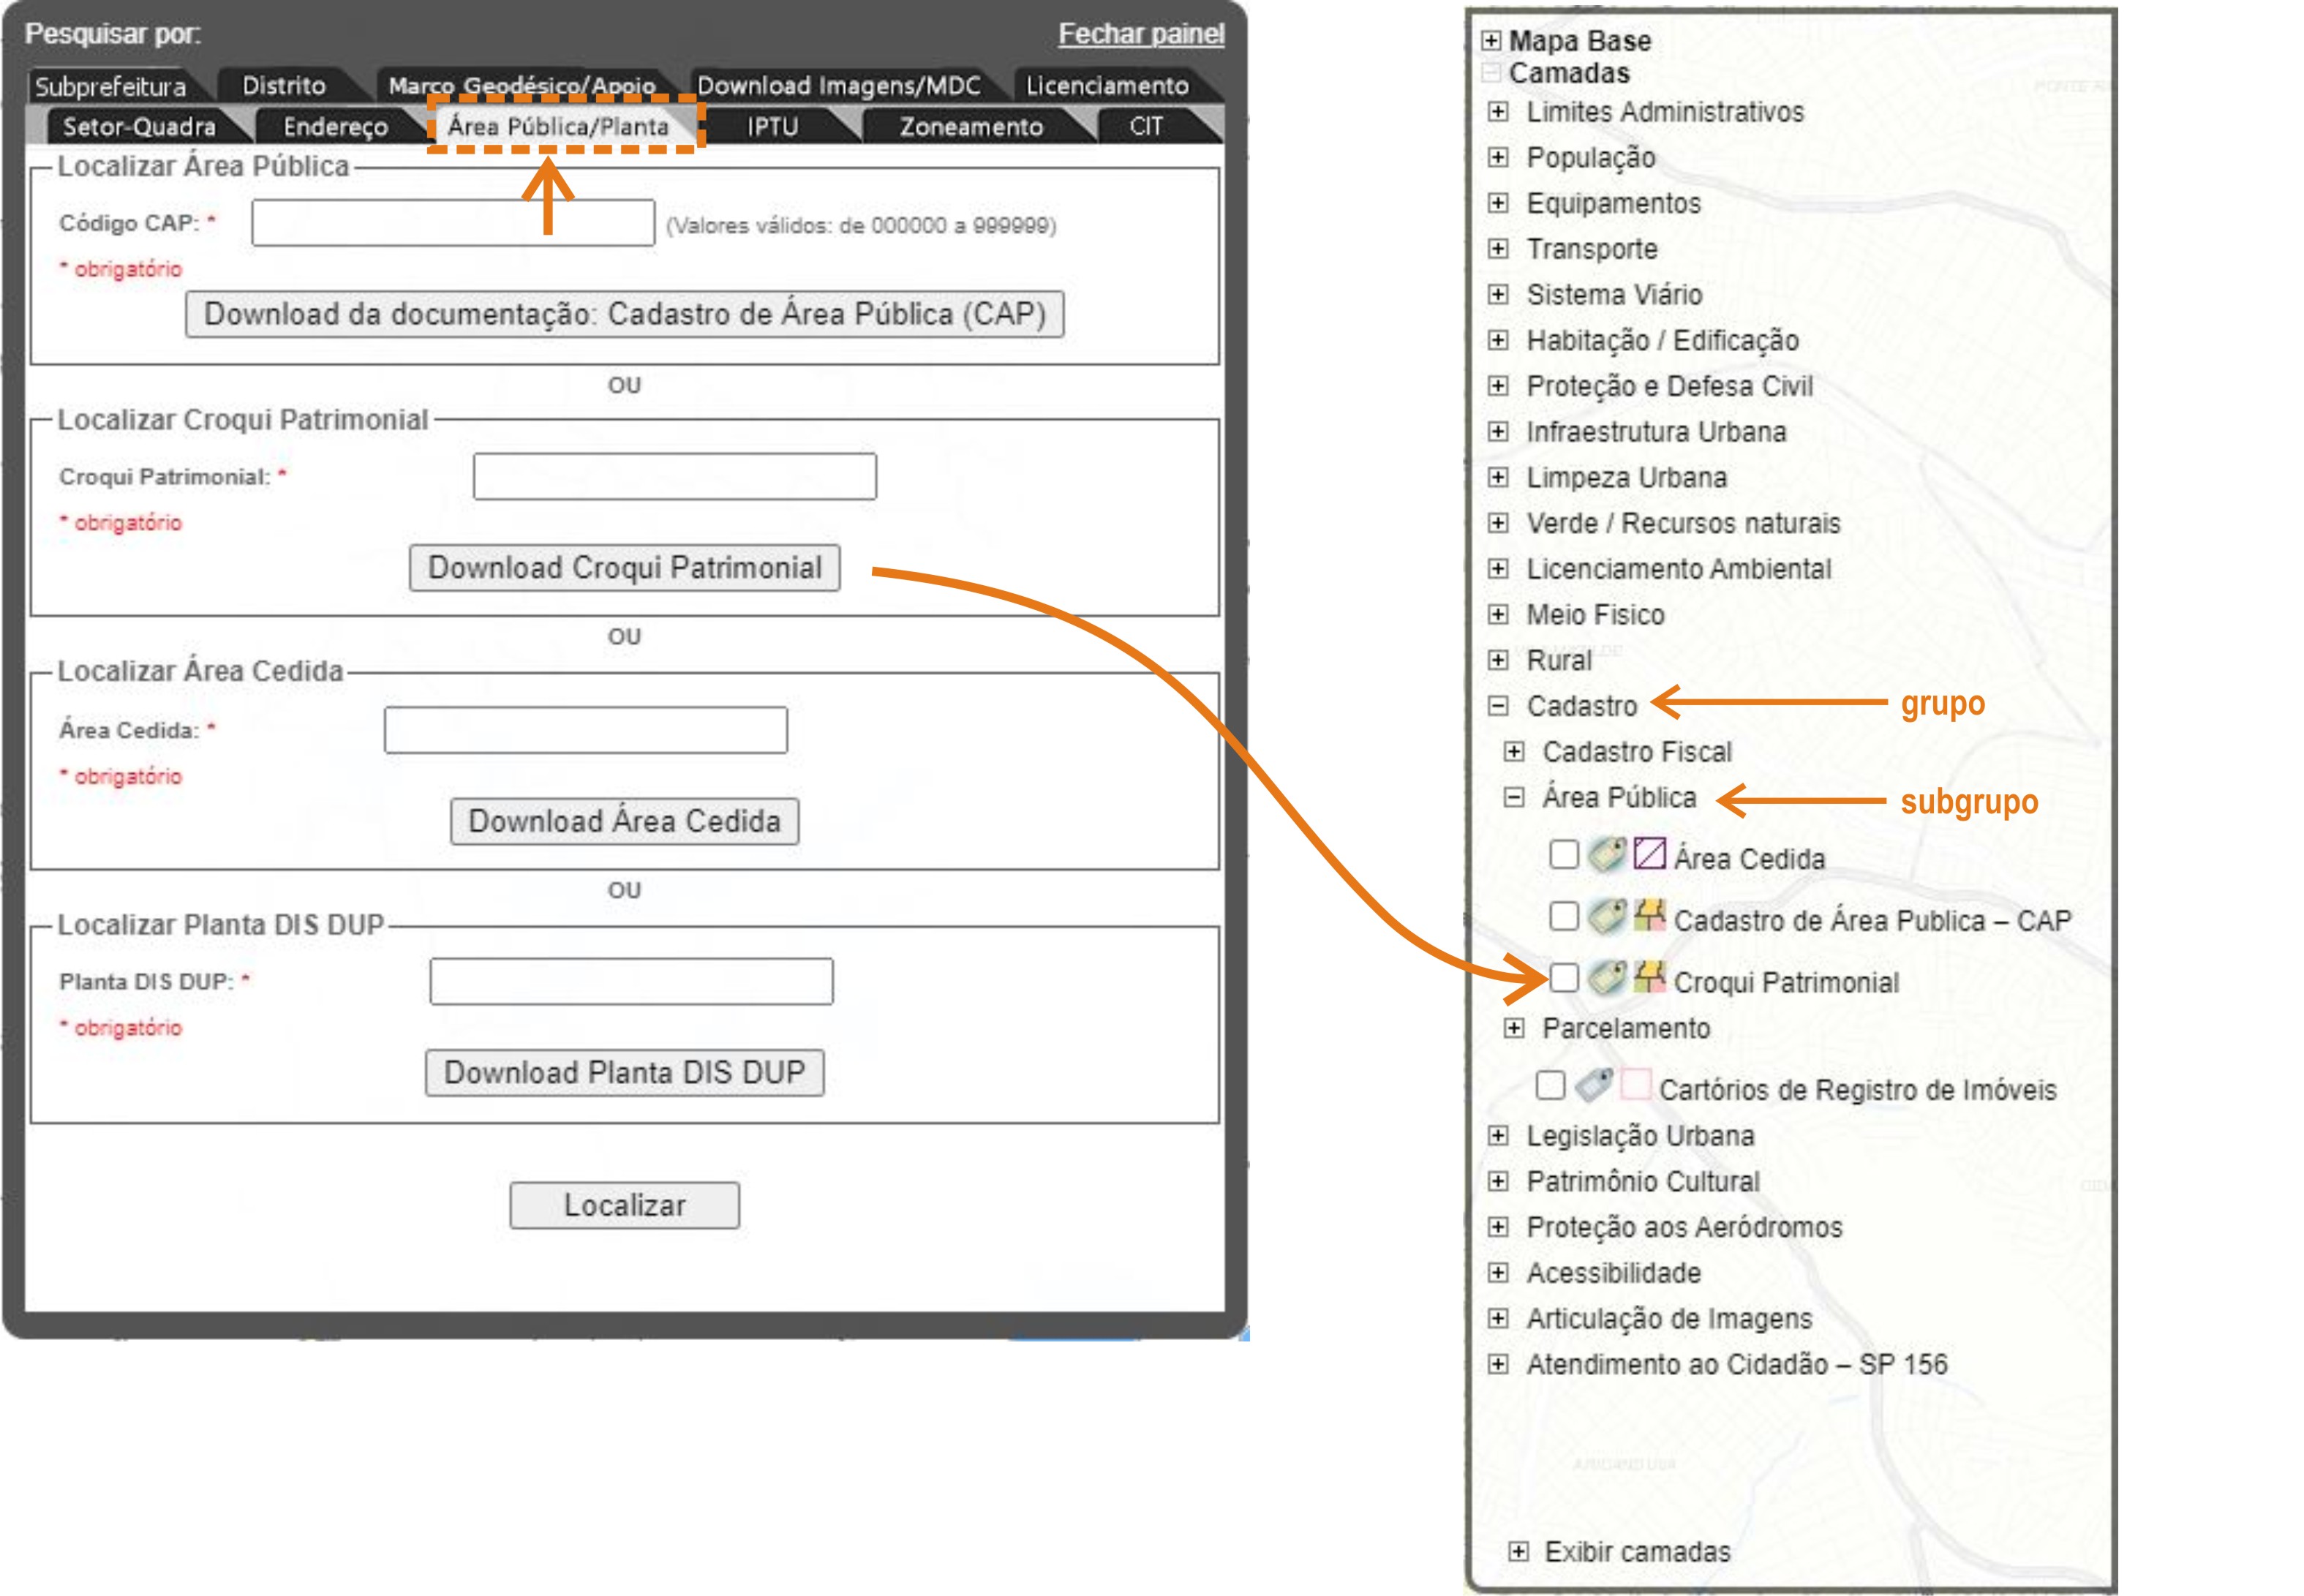 Pesquisar por:
Fechar painel
Subprefeitura
Distrito
Marco Geodésico/Apoio
Download Imagens/MDC
Licenciamento
Setor-Quadra
Endereço
Área Pública/Planta
IPTU
Zoneamento
CIT
Localizar Área Pública
Código CAP: *
(Valores válidos: de 000000 a 999999)
* obrigatório
Download da documentação: Cadastro de Área Pública (CAP)
OU
Localizar Croqui Patrimonial
Croqui Patrimonial: *
* obrigatório
Download Croqui Patrimonial
OU
Localizar Área Cedida
Área Cedida: *
* obrigatório
Download Área Cedida
OU
Localizar Planta DIS DUP
Planta DIS DUP: *
* obrigatório
Download Planta DIS DUP
Localizar
Mapa Base
Camadas
Limites Administrativos
População
Equipamentos
Transporte
Sistema Viário
Habitação / Edificação
Proteção e Defesa Civil
Infraestrutura Urbana
Limpeza Urbana
Verde / Recursos naturais
Licenciamento Ambiental
Meio Fisico
Rural
Cadastro
grupo
Cadastro Fiscal
Área Pública
subgrupo
Área Cedida
Cadastro de Área Publica – CAP
Croqui Patrimonial
Parcelamento
Cartórios de Registro de Imóveis
Legislação Urbana
Patrimônio Cultural
Proteção aos Aeródromos
Acessibilidade
Articulação de Imagens
Atendimento ao Cidadão – SP 156
Exibir camadas